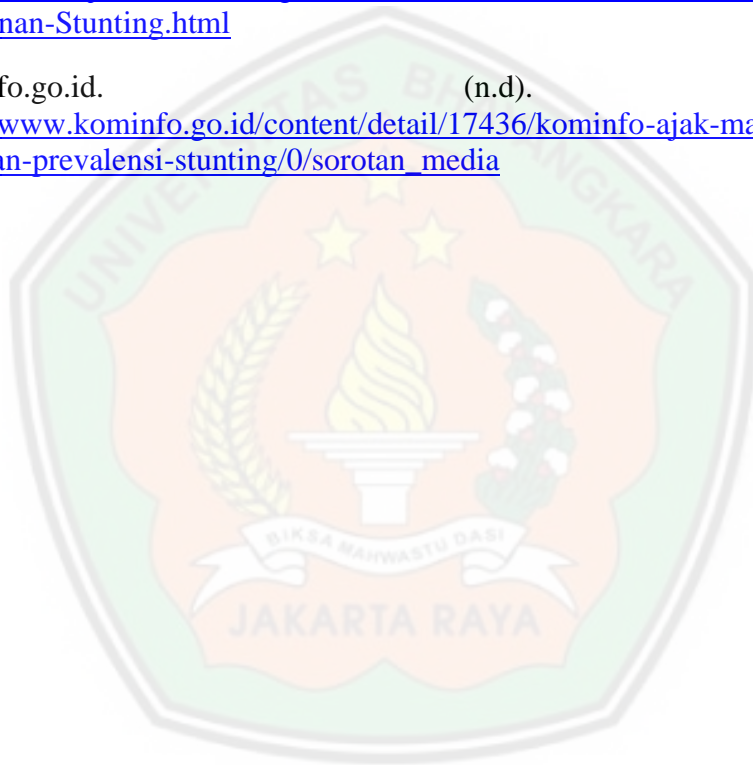 nan-Stunting.html
fo.go.id. (n.d).
www.kominfo.go.id/content/detail/17436/kominfo-ajak-ma
an-prevalensi-stunting/0/sorotan_media
UNIVERSITAS BHAYANGKARA
BIKSA MAHWASTU DASI
JAKARTA RAYA